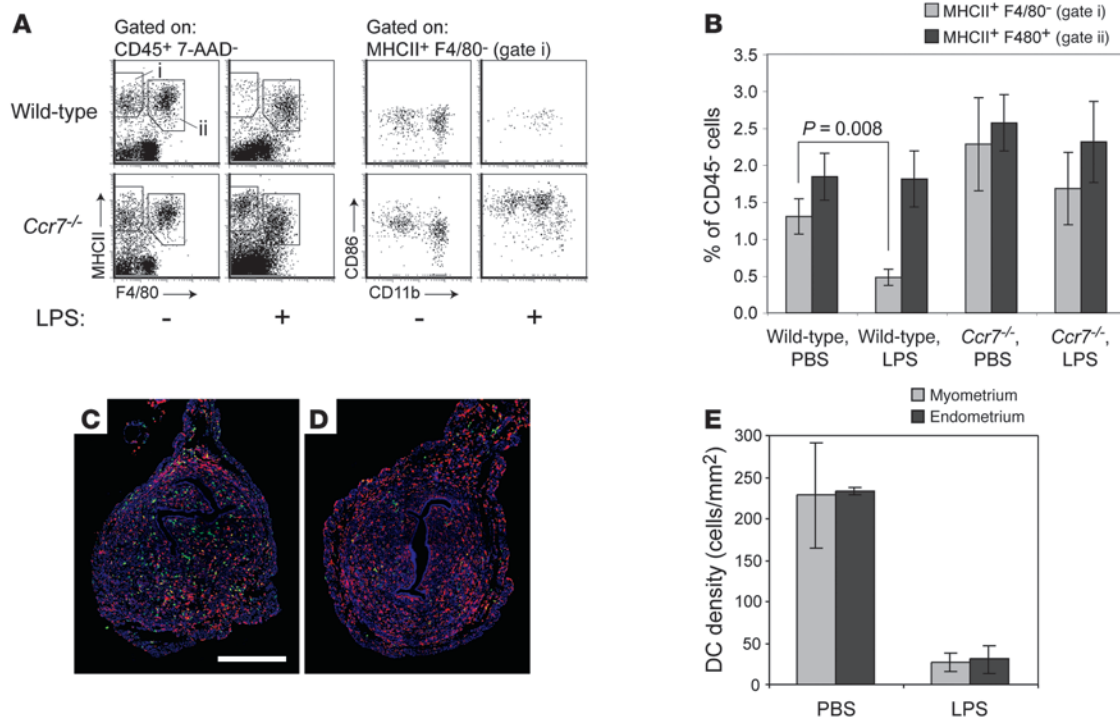 A
Gated on:
CD45+ 7-AAD-
Gated on:
MHCII+ F4/80- (gate i)
Wild-type
i
ii
Ccr7-/-
MHCII
F4/80
CD86
CD11b
LPS:
-
+
-
+
B
MHCII+ F4/80- (gate i)
MHCII+ F480+ (gate ii)
% of CD45- cells
3.5
3.0
2.5
2.0
1.5
1.0
0.5
0.0
P = 0.008
Wild-type, PBS
Wild-type, LPS
Ccr7-/-, PBS
Ccr7-/-, LPS
C
D
E
Myometrium
Endometrium
DC density (cells/mm2)
300
250
200
150
100
50
0
PBS
LPS